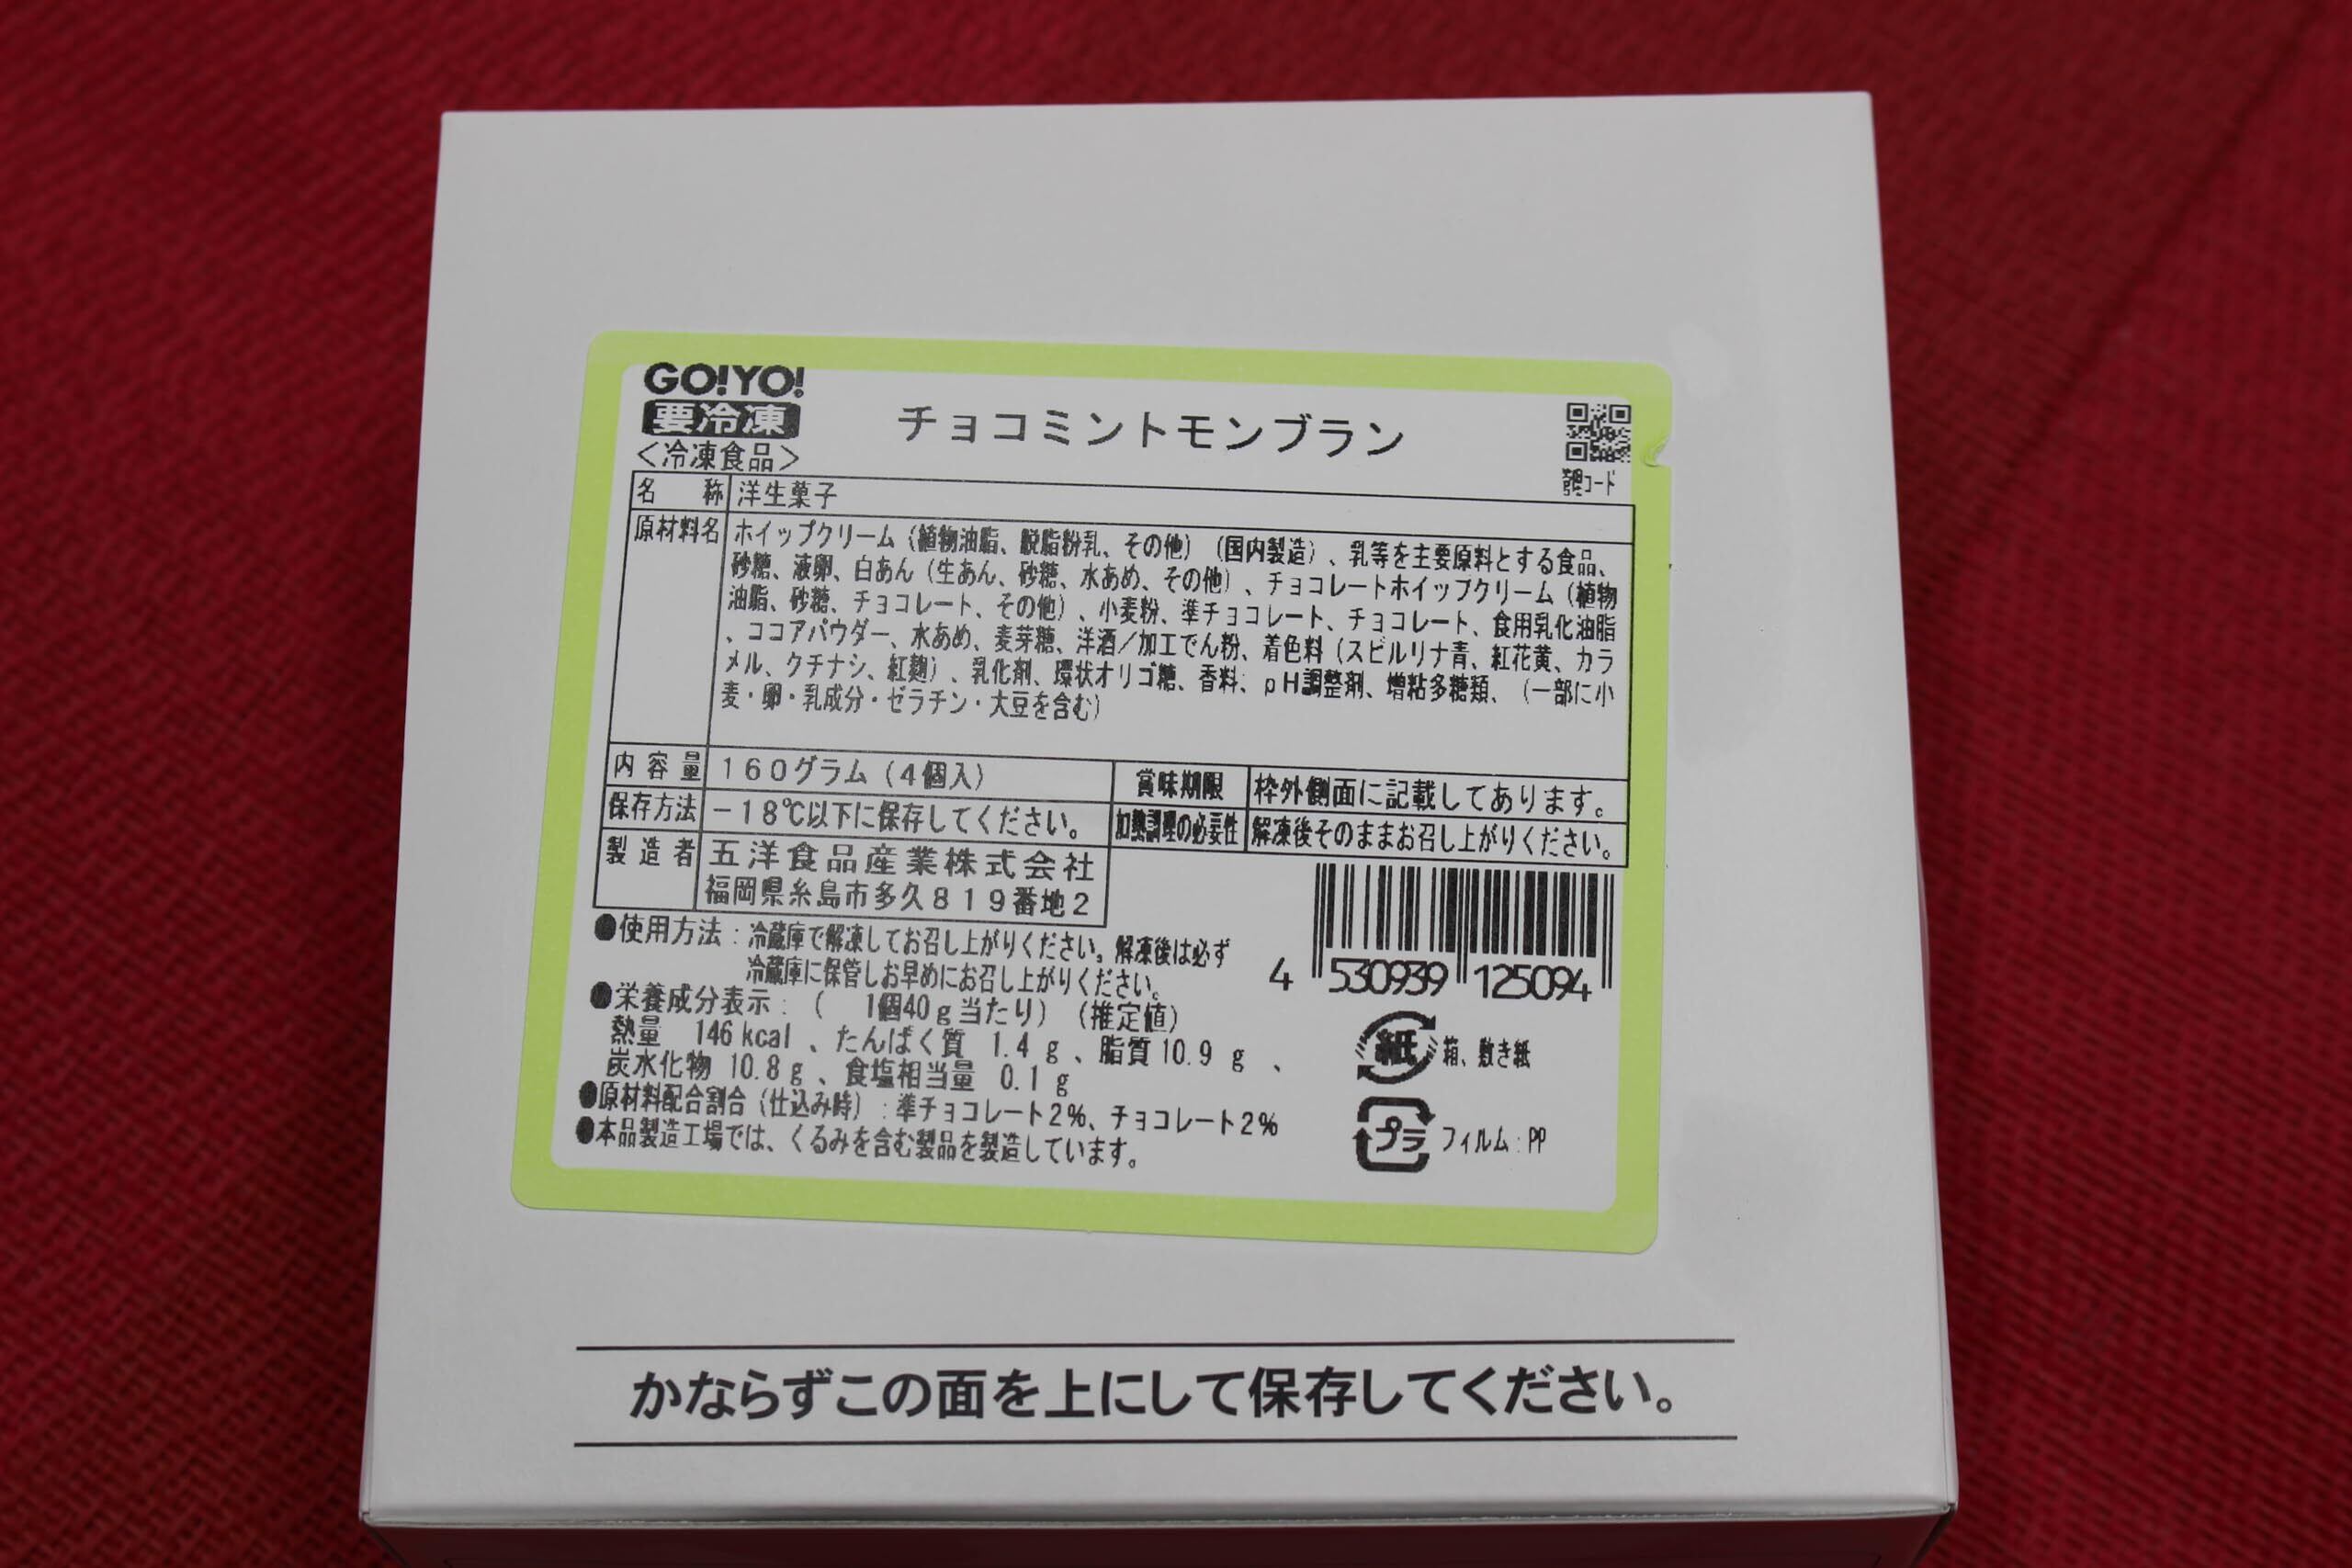 GO!YO!
要冷凍
<冷凍食品>
チョコミントモンブラン
管理コード
名 称 洋生菓子
原材料名 ホイップクリーム（植物油脂、脱脂粉乳、その他）（国内製造）、乳等を主要原料とする食品、
砂糖、液卵、白あん（生あん、砂糖、水あめ、その他）、チョコレートホイップクリーム（植物
油脂、砂糖、チョコレート、その他）、小麦粉、準チョコレート、チョコレート、食用乳化油脂
、ココアパウダー、水あめ、麦芽糖、洋酒／加工でん粉、着色料（スピルリナ青、紅花黄、カラ
メル、クチナシ、紅麹）、乳化剤、環状オリゴ糖、香料、ｐＨ調整剤、増粘多糖類、（一部に小
麦・卵・乳成分・ゼラチン・大豆を含む）
内容量 160グラム（4個入） 賞味期限 枠外側面に記載してあります。
保存方法 －18℃以下に保存してください。 加熱調理の必要性 解凍後そのままお召し上がりください。
製造者 五洋食品産業株式会社
福岡県糸島市多久819番地2
●使用方法：冷蔵庫で解凍してお召し上がりください。解凍後は必ず
冷蔵庫に保管しお早めにお召し上がりください。
4 530939 125094
●栄養成分表示：（ 1個40g当たり）（推定値）
熱量 146kcal、たんぱく質 1.4g、脂質10.9g、
炭水化物 10.8g、食塩相当量 0.1g
紙 箱、敷き紙
●原材料配合割合（仕込み時）：準チョコレート2％、チョコレート2％
●本品製造工場では、くるみを含む製品を製造しています。
プラ フィルム：PP
かならずこの面を上にして保存してください。